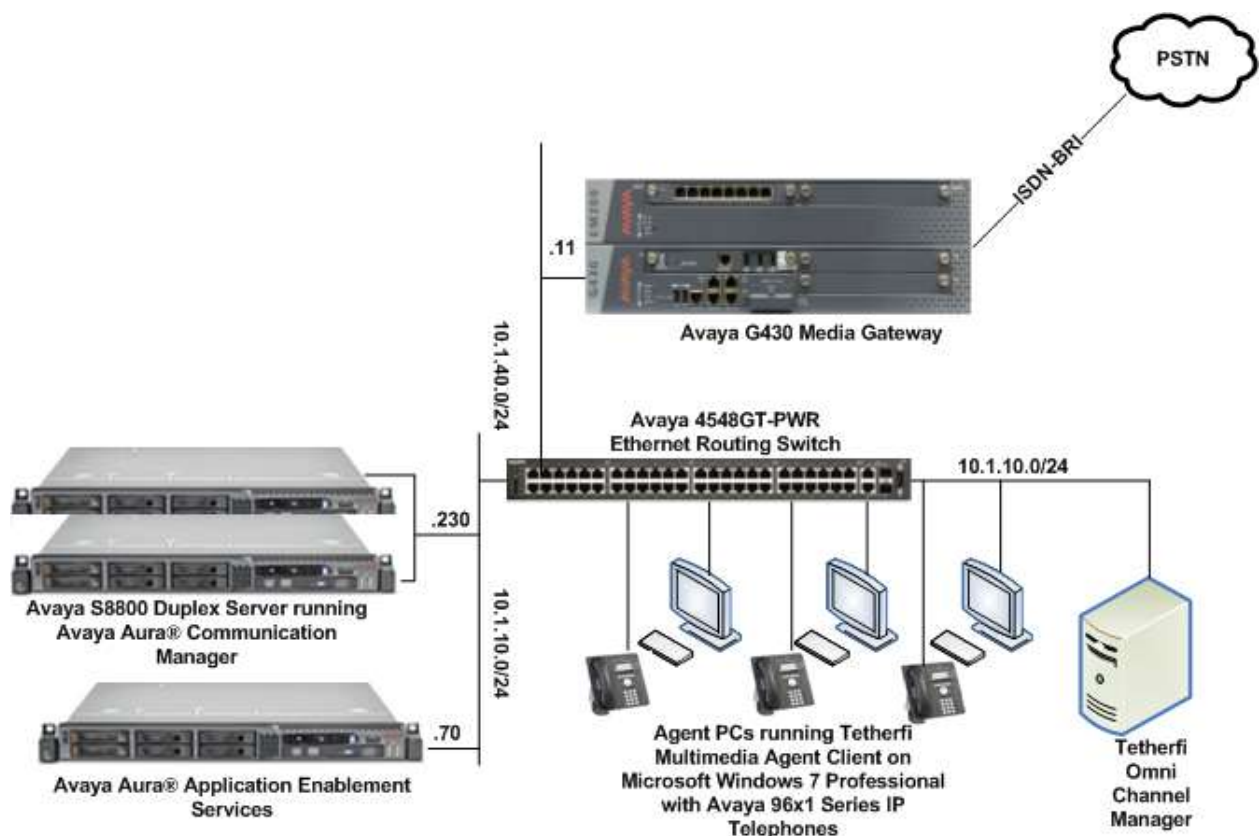 PSTN
ISDN-BRI
.11
Avaya G430 Media Gateway
10.1.40.0/24
Avaya 4548GT-PWR
Ethernet Routing Switch
10.1.10.0/24
.230
Avaya S8800 Duplex Server running
Avaya Aura® Communication
Manager
10.1.10.0/24
.70
Avaya Aura® Application Enablement
Services
Agent PCs running Tetherfi
Multimedia Agent Client on
Microsoft Windows 7 Professional
with Avaya 96x1 Series IP
Telephones
Tetherfi
Omni
Channel
Manager